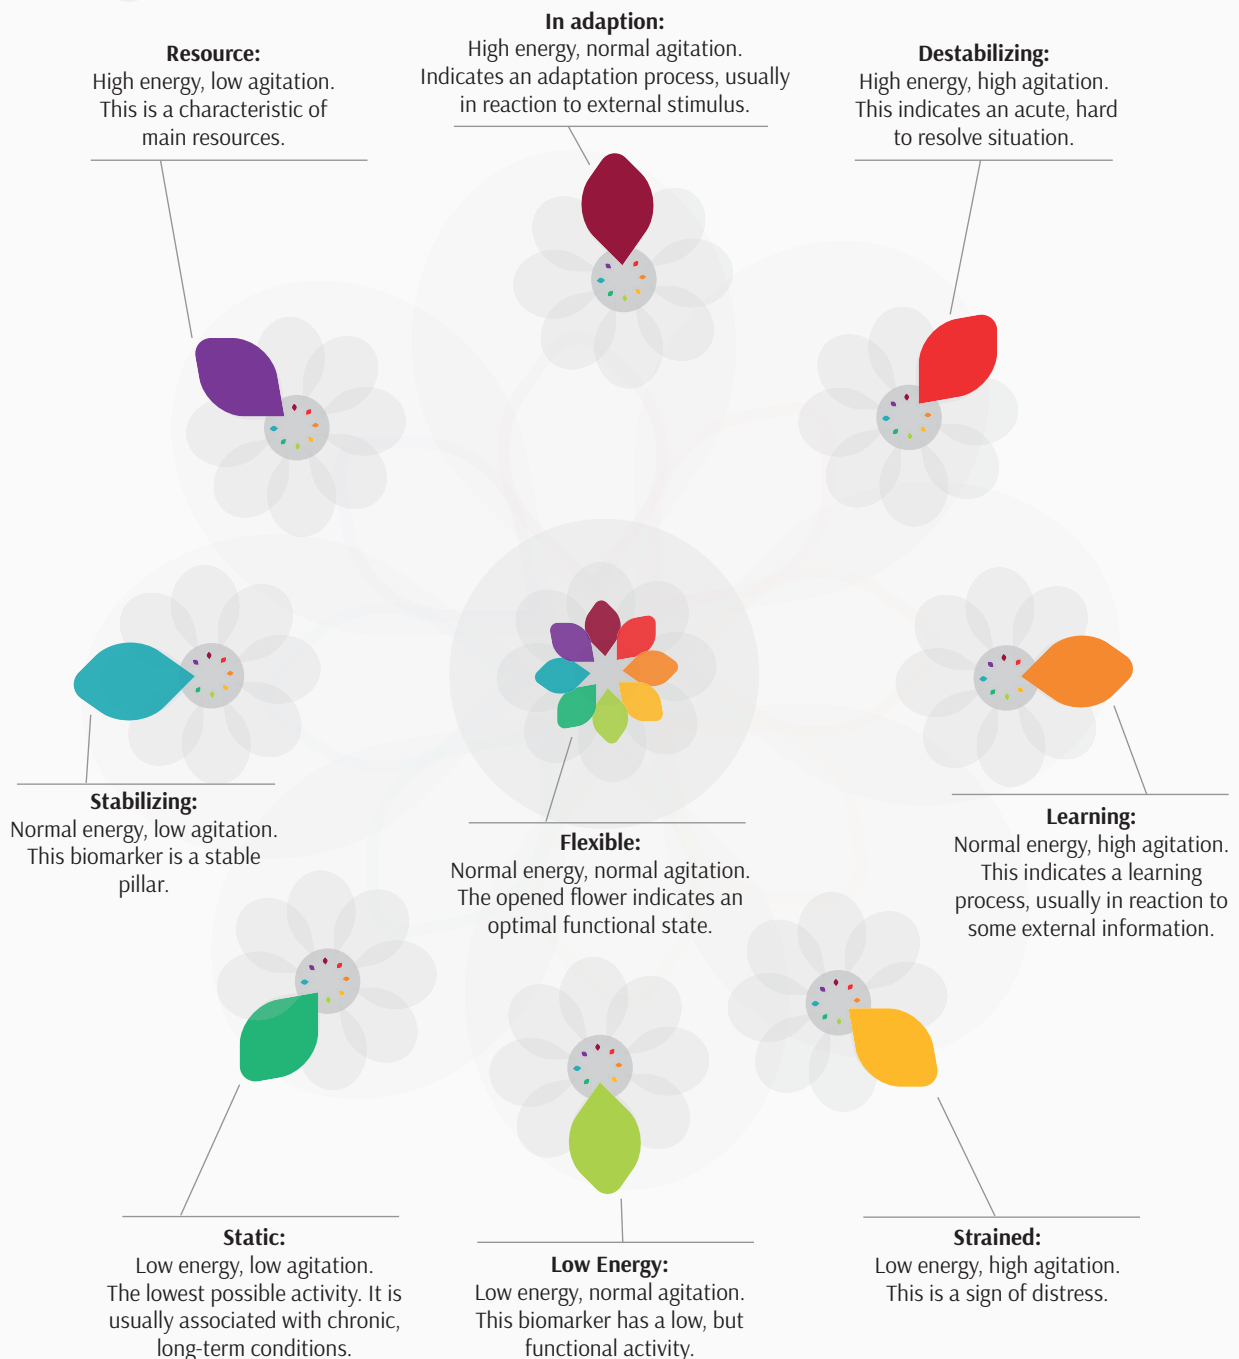 In adaption:
High energy, normal agitation.
Indicates an adaptation process, usually
in reaction to external stimulus.
Resource:
High energy, low agitation.
This is a characteristic of
main resources.
Destabilizing:
High energy, high agitation.
This indicates an acute, hard
to resolve situation.
Stabilizing:
Normal energy, low agitation.
This biomarker is a stable
pillar.
Flexible:
Normal energy, normal agitation.
The opened flower indicates an
optimal functional state.
Learning:
Normal energy, high agitation.
This indicates a learning
process, usually in reaction to
some external information.
Static:
Low energy, low agitation.
The lowest possible activity. It is
usually associated with chronic,
long-term conditions.
Low Energy:
Low energy, normal agitation.
This biomarker has a low, but
functional activity.
Strained:
Low energy, high agitation.
This is a sign of distress.